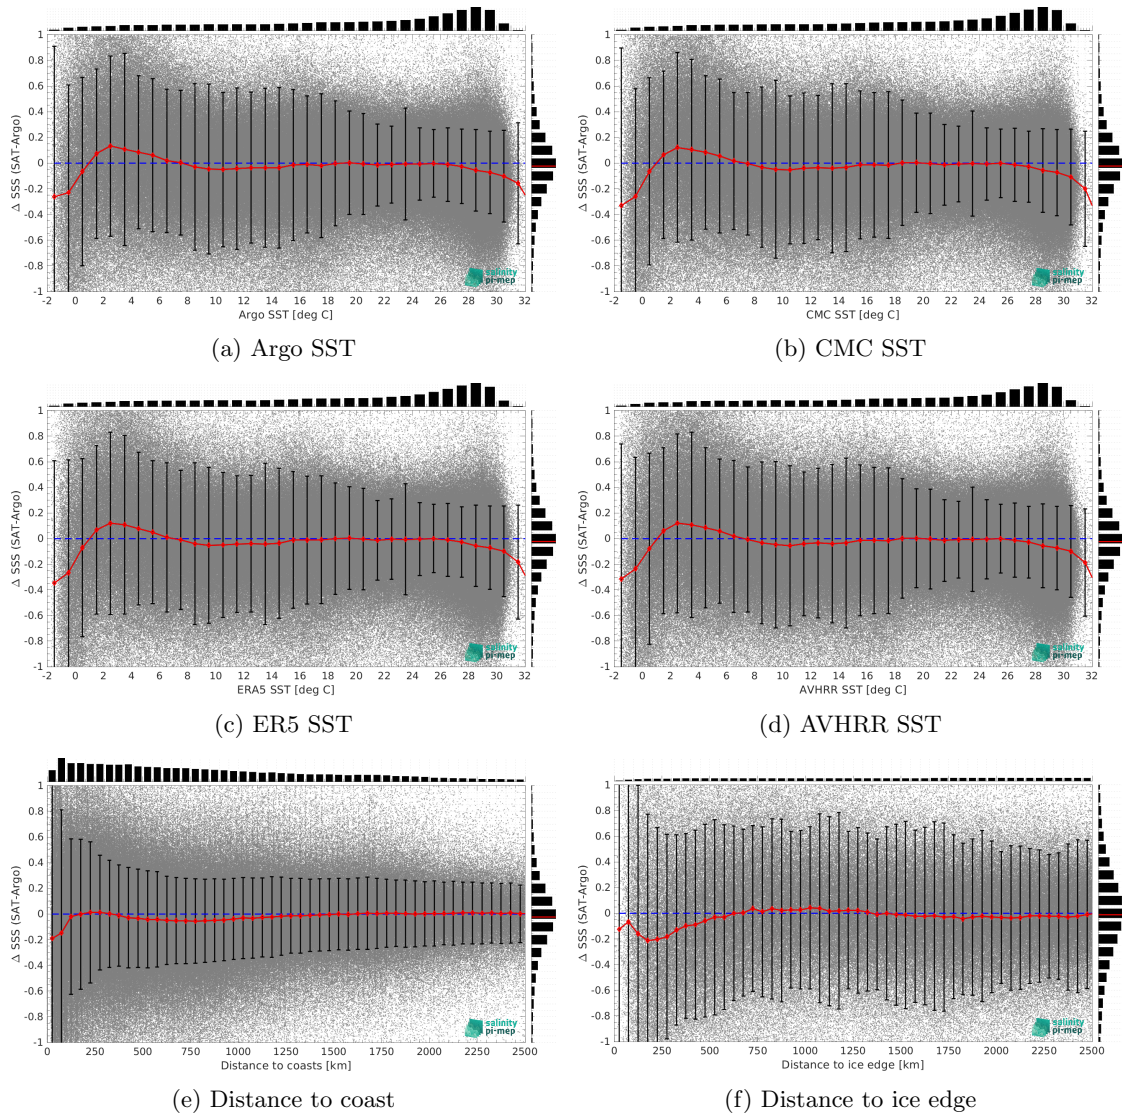 1
0.8
0.6
0.4
0.2
0
-0.2
-0.4
-0.6
-0.8
-1
Δ SSS (SAT-Argo)
-2 0 2 4 6 8 10 12 14 16 18 20 22 24 26 28 30 32
Argo SST [deg C]
salinity
pi-mep
(a) Argo SST
1
0.8
0.6
0.4
0.2
0
-0.2
-0.4
-0.6
-0.8
-1
Δ SSS (SAT-Argo)
-2 0 2 4 6 8 10 12 14 16 18 20 22 24 26 28 30 32
CMC SST [deg C]
salinity
pi-mep
(b) CMC SST
1
0.8
0.6
0.4
0.2
0
-0.2
-0.4
-0.6
-0.8
-1
Δ SSS (SAT-Argo)
-2 0 2 4 6 8 10 12 14 16 18 20 22 24 26 28 30 32
ERA5 SST [deg C]
salinity
pi-mep
(c) ER5 SST
1
0.8
0.6
0.4
0.2
0
-0.2
-0.4
-0.6
-0.8
-1
Δ SSS (SAT-Argo)
-2 0 2 4 6 8 10 12 14 16 18 20 22 24 26 28 30 32
AVHRR SST [deg C]
salinity
pi-mep
(d) AVHRR SST
1
0.8
0.6
0.4
0.2
0
-0.2
-0.4
-0.6
-0.8
-1
Δ SSS (SAT-Argo)
0 250 500 750 1000 1250 1500 1750 2000 2250 2500
Distance to coasts [km]
salinity
pi-mep
(e) Distance to coast
1
0.8
0.6
0.4
0.2
0
-0.2
-0.4
-0.6
-0.8
-1
Δ SSS (SAT-Argo)
0 250 500 750 1000 1250 1500 1750 2000 2250 2500
Distance to ice edge [km]
salinity
pi-mep
(f) Distance to ice edge